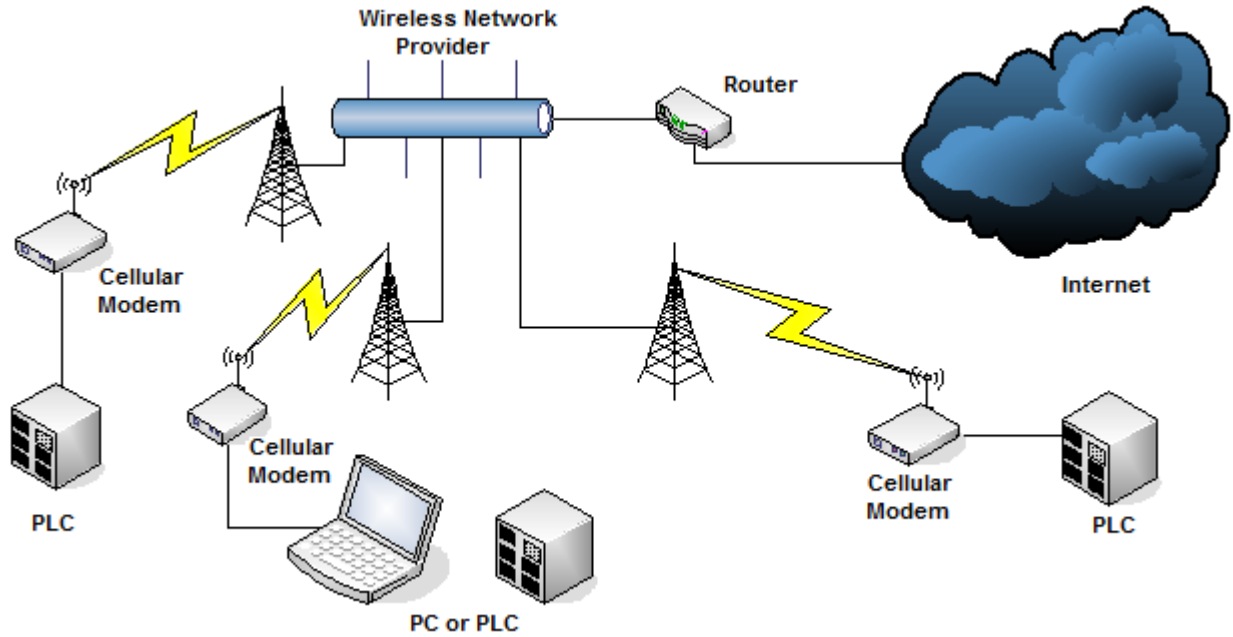 Wireless Network
Provider
Router
Internet
Cellular
Modem
Cellular
Modem
Cellular
Modem
PLC
PLC
PC or PLC